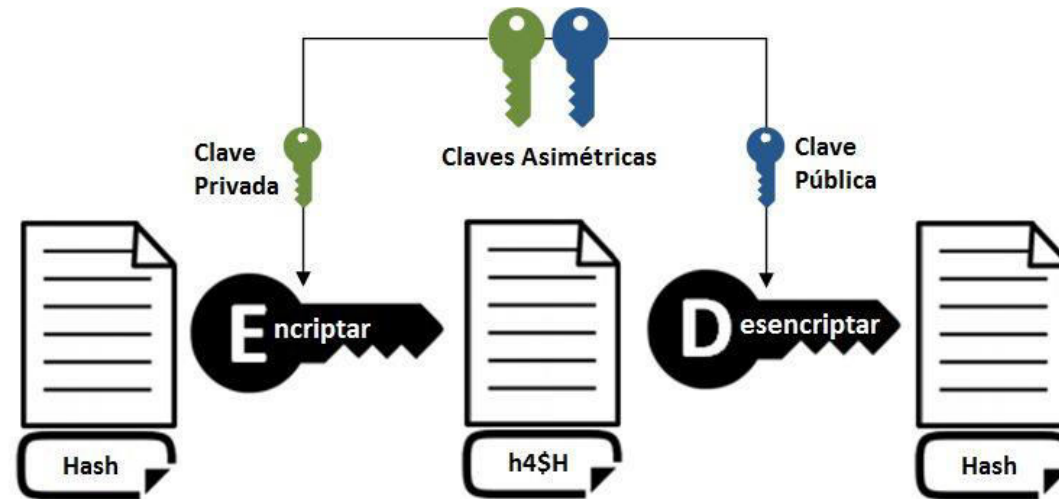 Clave
Privada
Claves Asimétricas
Clave
Pública
Encriptar
Desencriptar
Hash
h4$H
Hash